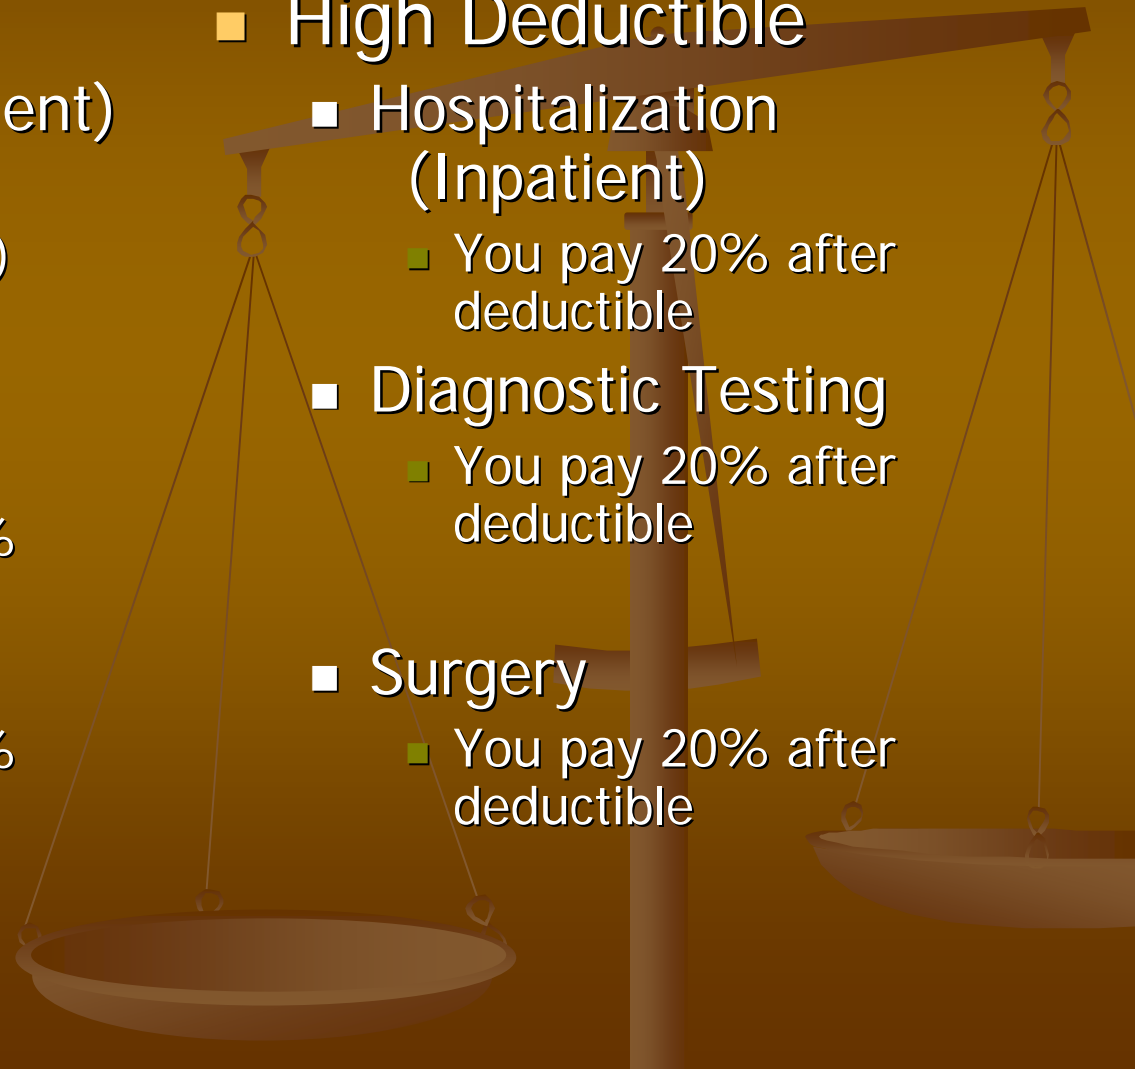 High Deductible
ent)
Hospitalization
(Inpatient)
)
You pay 20% after
deductible
Diagnostic Testing
You pay 20% after
deductible
%
Surgery
You pay 20% after
deductible
%